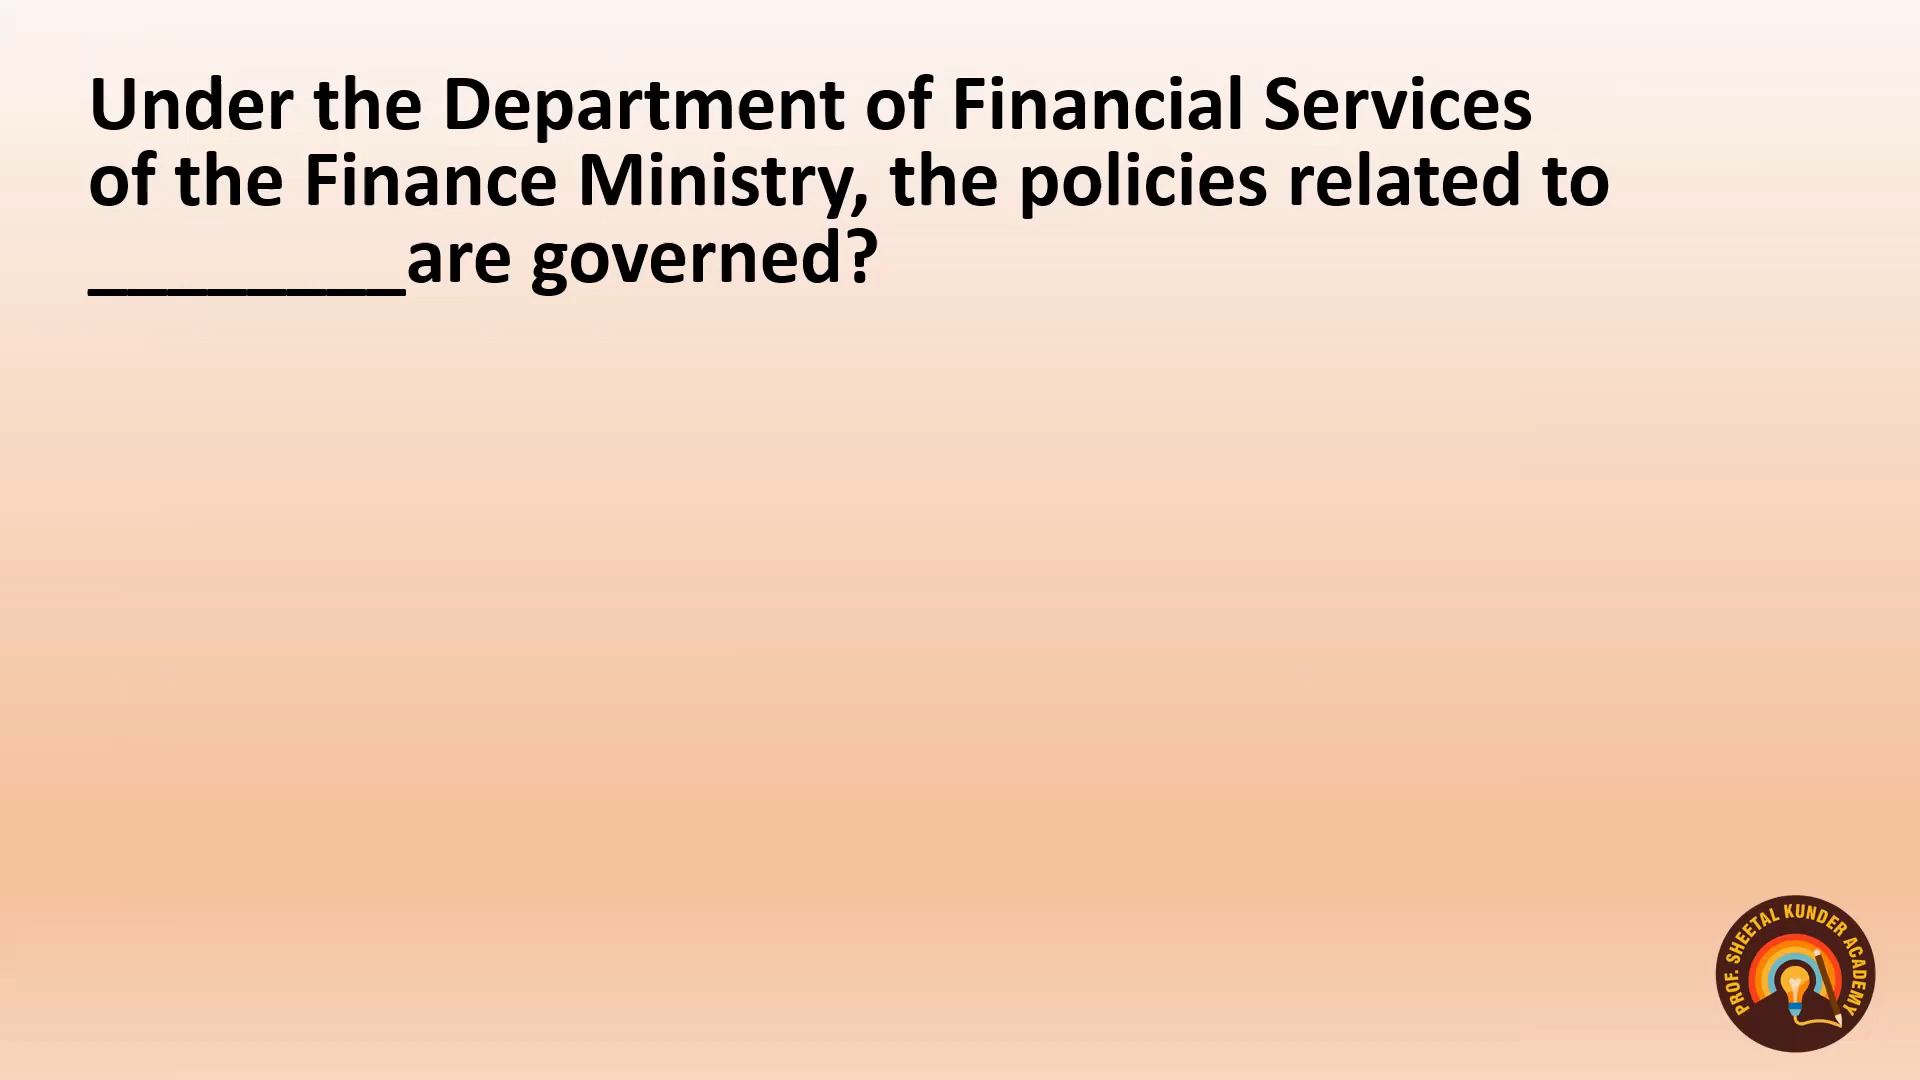 Under the Department of Financial Services
of the Finance Ministry, the policies related to
________are governed?
PROF. SHEETAL KUNDER ACADEMY